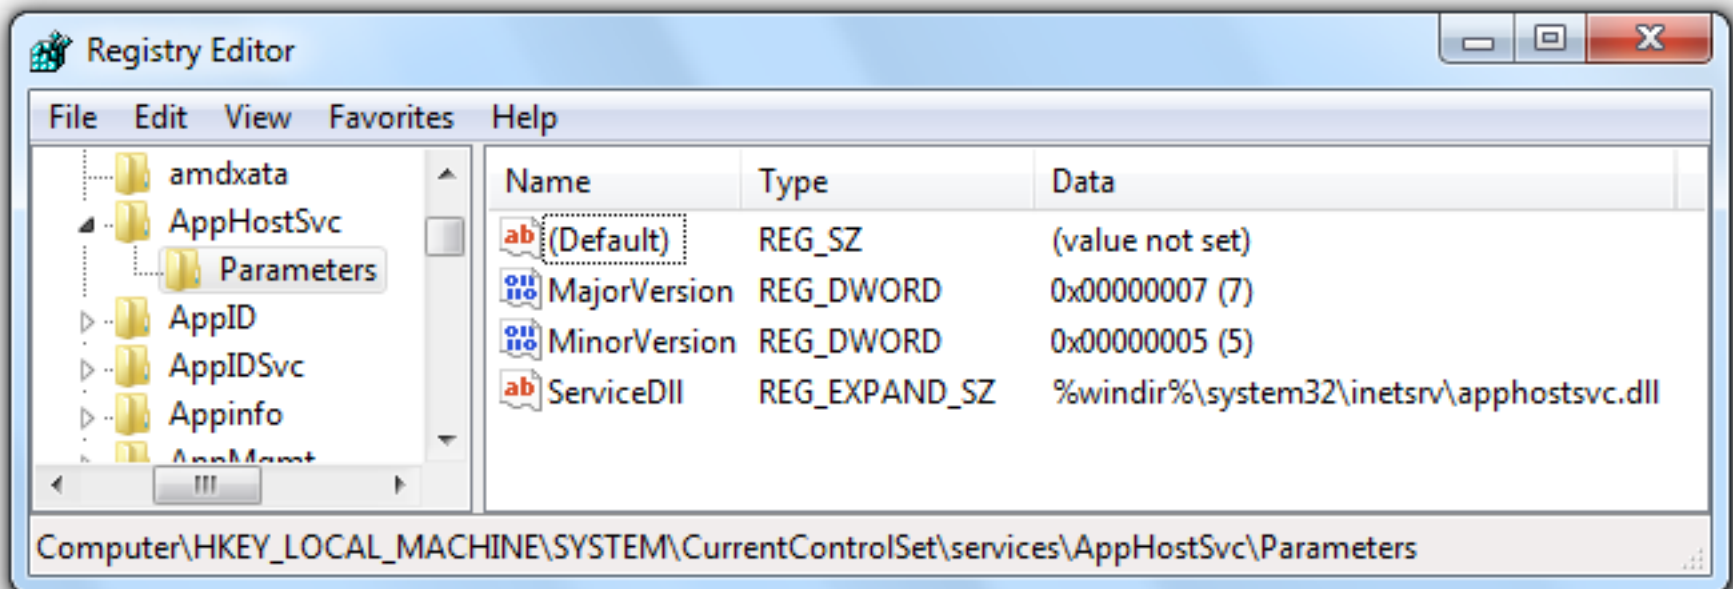 Registry Editor
File Edit View Favorites Help
amdxata
AppHostSvc
Parameters
AppID
AppIDSvc
Appinfo
AppMgmt
Name Type Data
(Default) REG_SZ (value not set)
MajorVersion REG_DWORD 0x00000007 (7)
MinorVersion REG_DWORD 0x00000005 (5)
ServiceDll REG_EXPAND_SZ %windir%\system32\inetsrv\apphostsvc.dll
Computer\HKEY_LOCAL_MACHINE\SYSTEM\CurrentControlSet\services\AppHostSvc\Parameters